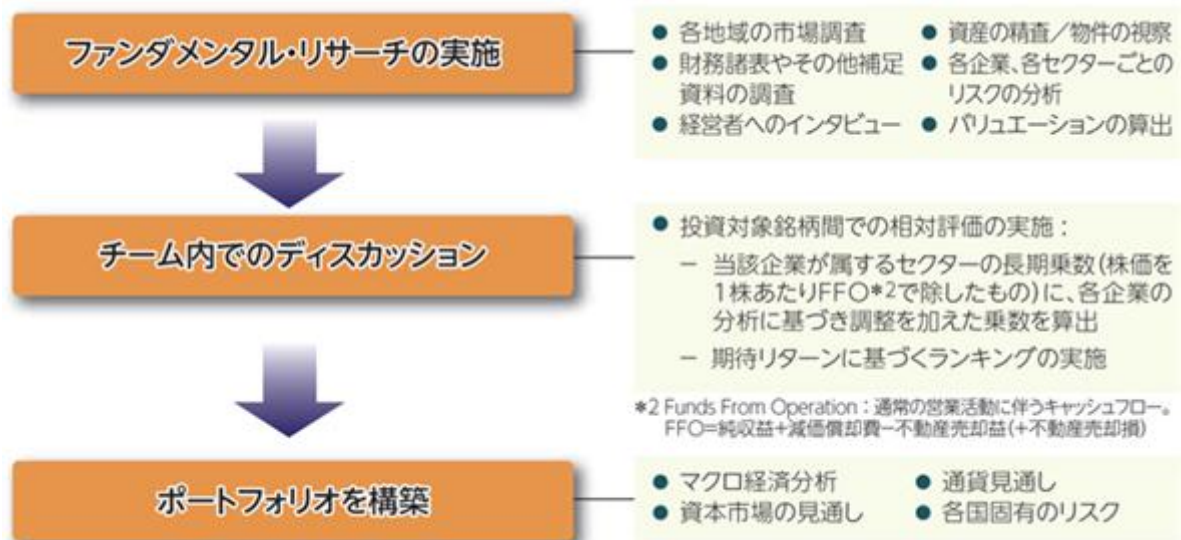 ファンダメンタル・リサーチの実施
● 各地域の市場調査
● 財務諸表やその他補足
資料の調査
● 経営者へのインタビュー
● 資産の精査／物件の視察
● 各企業、各セクターごとの
リスクの分析
● バリュエーションの算出
チーム内でのディスカッション
● 投資対象銘柄間での相対評価の実施：
－ 当該企業が属するセクターの長期乗数(株価を
1株あたりFFO*2で除したもの)に、各企業の
分析に基づき調整を加えた乗数を算出
－ 期待リターンに基づくランキングの実施
*2 Funds From Operation：通常の営業活動に伴うキャッシュフロー。
FFO=純収益+減価償却費－不動産売却益(+不動産売却損)
ポートフォリオを構築
● マクロ経済分析
● 資本市場の見通し
● 通貨見通し
● 各国固有のリスク